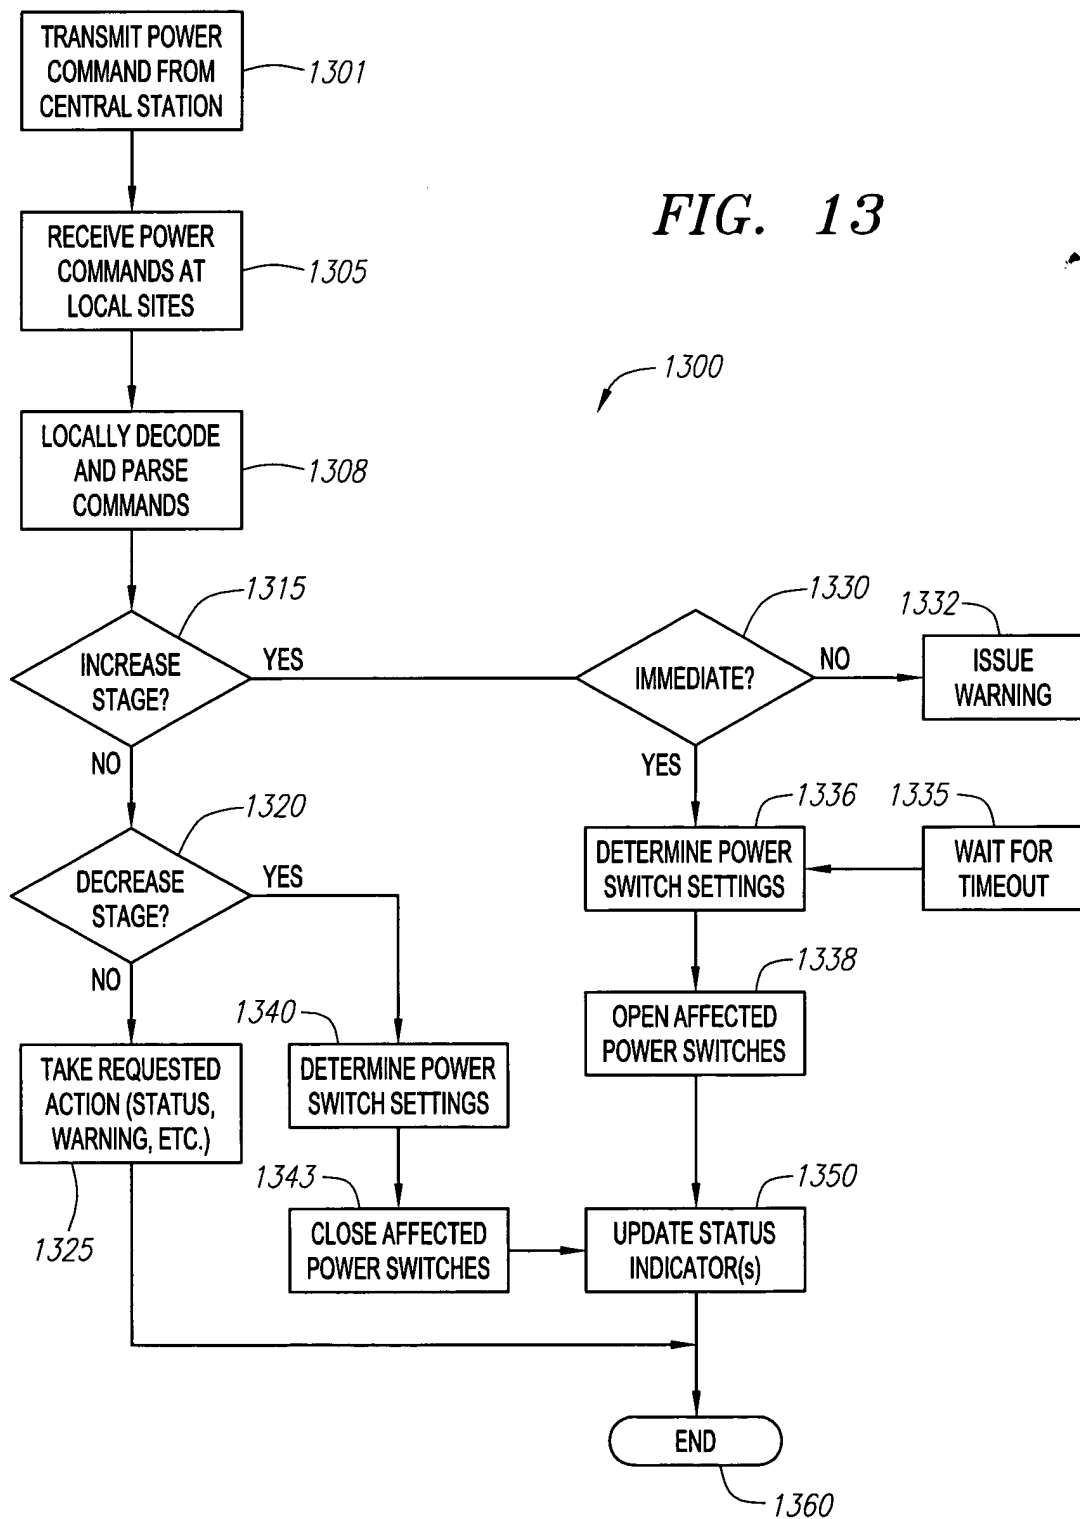 TRANSMIT POWER
COMMAND FROM
CENTRAL STATION
1301
FIG. 13
RECEIVE POWER
COMMANDS AT
LOCAL SITES
1305
1300
LOCALLY DECODE
AND PARSE
COMMANDS
1308
1315
INCREASE
STAGE?
YES
NO
1330
IMMEDIATE?
NO
YES
1332
ISSUE
WARNING
1320
DECREASE
STAGE?
YES
NO
1336
DETERMINE POWER
SWITCH SETTINGS
1335
WAIT FOR
TIMEOUT
1338
OPEN AFFECTED
POWER SWITCHES
TAKE REQUESTED
ACTION (STATUS,
WARNING, ETC.)
1325
1340
DETERMINE POWER
SWITCH SETTINGS
1343
CLOSE AFFECTED
POWER SWITCHES
1350
UPDATE STATUS
INDICATOR(s)
END
1360